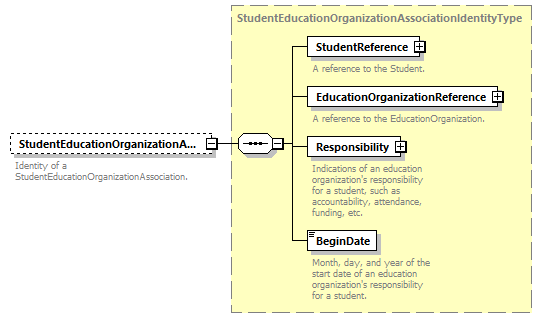 StudentEducationOrganizationAssociationIdentityType
StudentReference
A reference to the Student.
EducationOrganizationReference
A reference to the EducationOrganization.
StudentEducationOrganizationA...
Identity of a
StudentEducationOrganizationAssociation.
Responsibility
Indications of an education
organization's responsibility
for a student, such as
accountability, attendance,
funding, etc.
BeginDate
Month, day, and year of the
start date of an education
organization's responsibility
for a student.